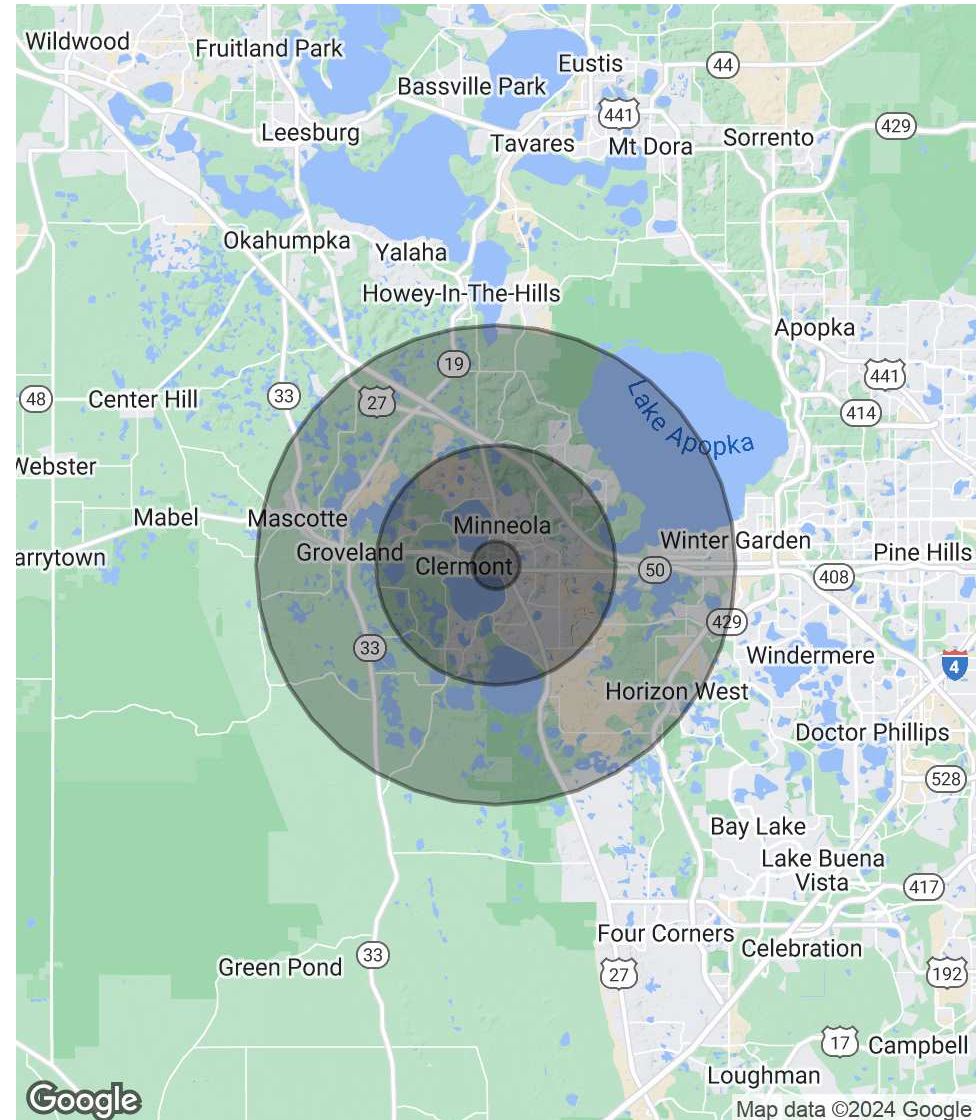 Wildwood
Fruitland Park
Eustis
44
Bassville Park
441
429
Leesburg
Tavares
Mt Dora
Sorrento
Okahumpka
Yalaha
Howey-In-The-Hills
Apopka
19
441
48
Center Hill
33
27
414
Lake Apopka
Webster
Mabel
Mascotte
Minneola
Winter Garden
arrytown
Groveland
Clermont
50
Pine Hills
408
429
33
Windermere
4
Horizon West
Doctor Phillips
528
Bay Lake
Lake Buena
Vista
417
Four Corners
Celebration
Green Pond
33
27
192
17
Campbell
Loughman
Google
Map data ©2024 Google